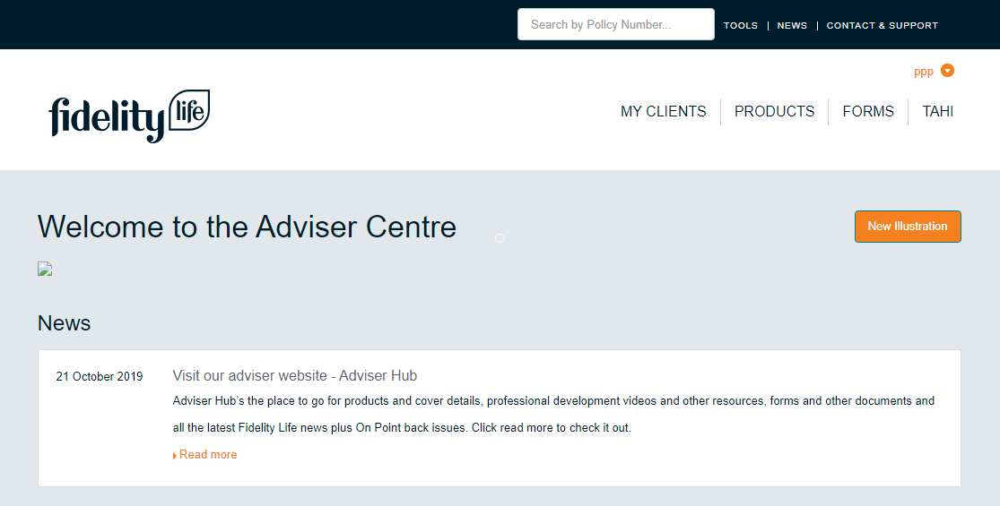 Search by Policy Number...
TOOLS | NEWS | CONTACT & SUPPORT
ppp
fidelity life
MY CLIENTS
PRODUCTS
FORMS
TAHI
Welcome to the Adviser Centre
New Illustration
News
21 October 2019
Visit our adviser website - Adviser Hub
Adviser Hub's the place to go for products and cover details, professional development videos and other resources, forms and other documents and
all the latest Fidelity Life news plus On Point back issues. Click read more to check it out.
Read more